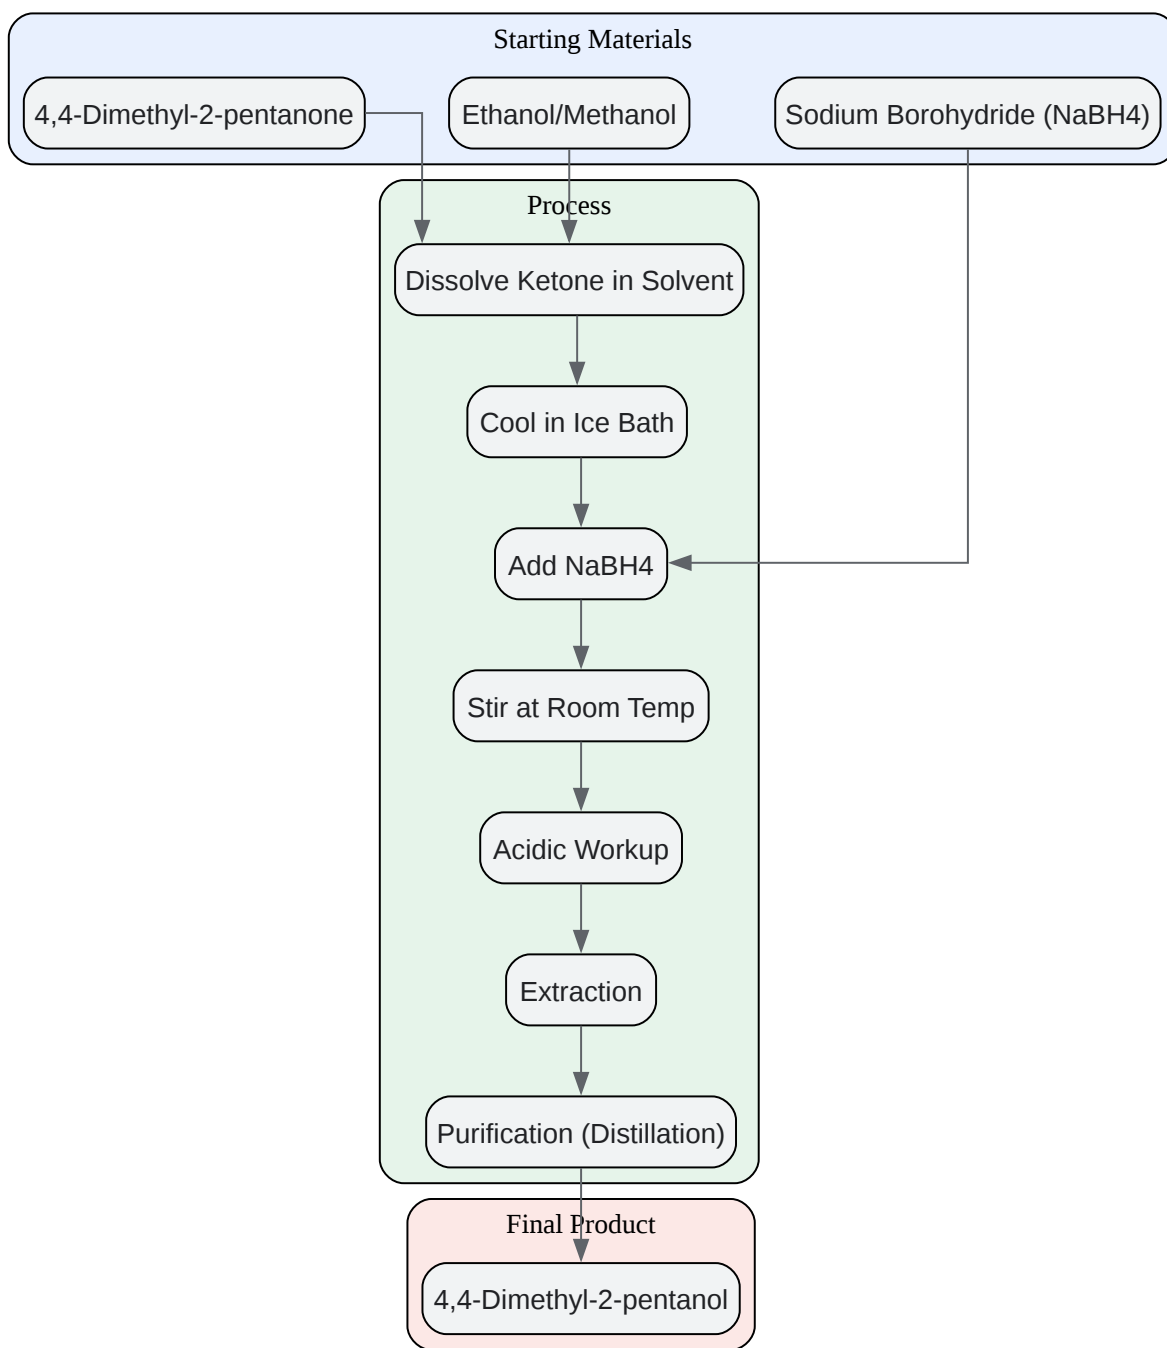 Starting Materials
4,4-Dimethyl-2-pentanone
Ethanol/Methanol
Sodium Borohydride (NaBH4)
Process
Dissolve Ketone in Solvent
Cool in Ice Bath
Add NaBH4
Stir at Room Temp
Acidic Workup
Extraction
Purification (Distillation)
Final Product
4,4-Dimethyl-2-pentanol